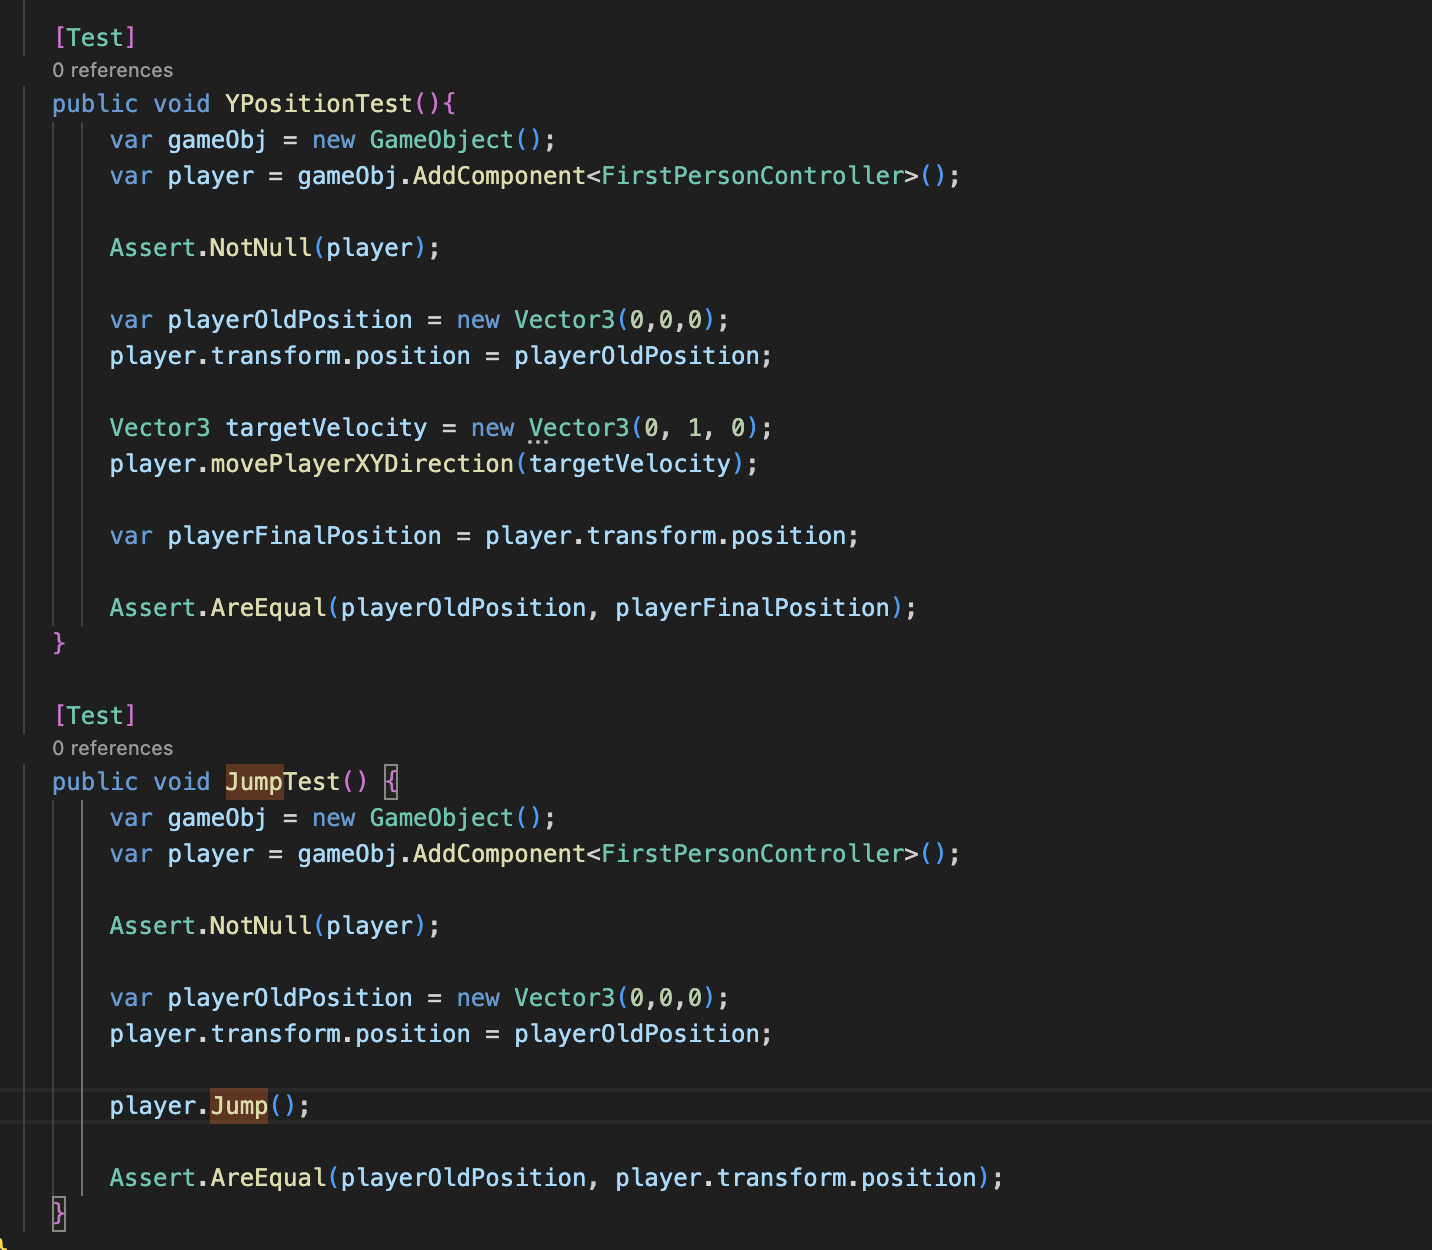 [Test]
0 references
public void YPositionTest(){
var gameObj = new GameObject();
var player = gameObj.AddComponent<FirstPersonController>();
Assert.NotNull(player);
var playerOldPosition = new Vector3(0,0,0);
player.transform.position = playerOldPosition;
Vector3 targetVelocity = new Vector3(0, 1, 0);
player.movePlayerXYDirection(targetVelocity);
var playerFinalPosition = player.transform.position;
Assert.AreEqual(playerOldPosition, playerFinalPosition);
}
[Test]
0 references
public void JumpTest() {
var gameObj = new GameObject();
var player = gameObj.AddComponent<FirstPersonController>();
Assert.NotNull(player);
var playerOldPosition = new Vector3(0,0,0);
player.transform.position = playerOldPosition;
player.Jump();
Assert.AreEqual(playerOldPosition, player.transform.position);
}